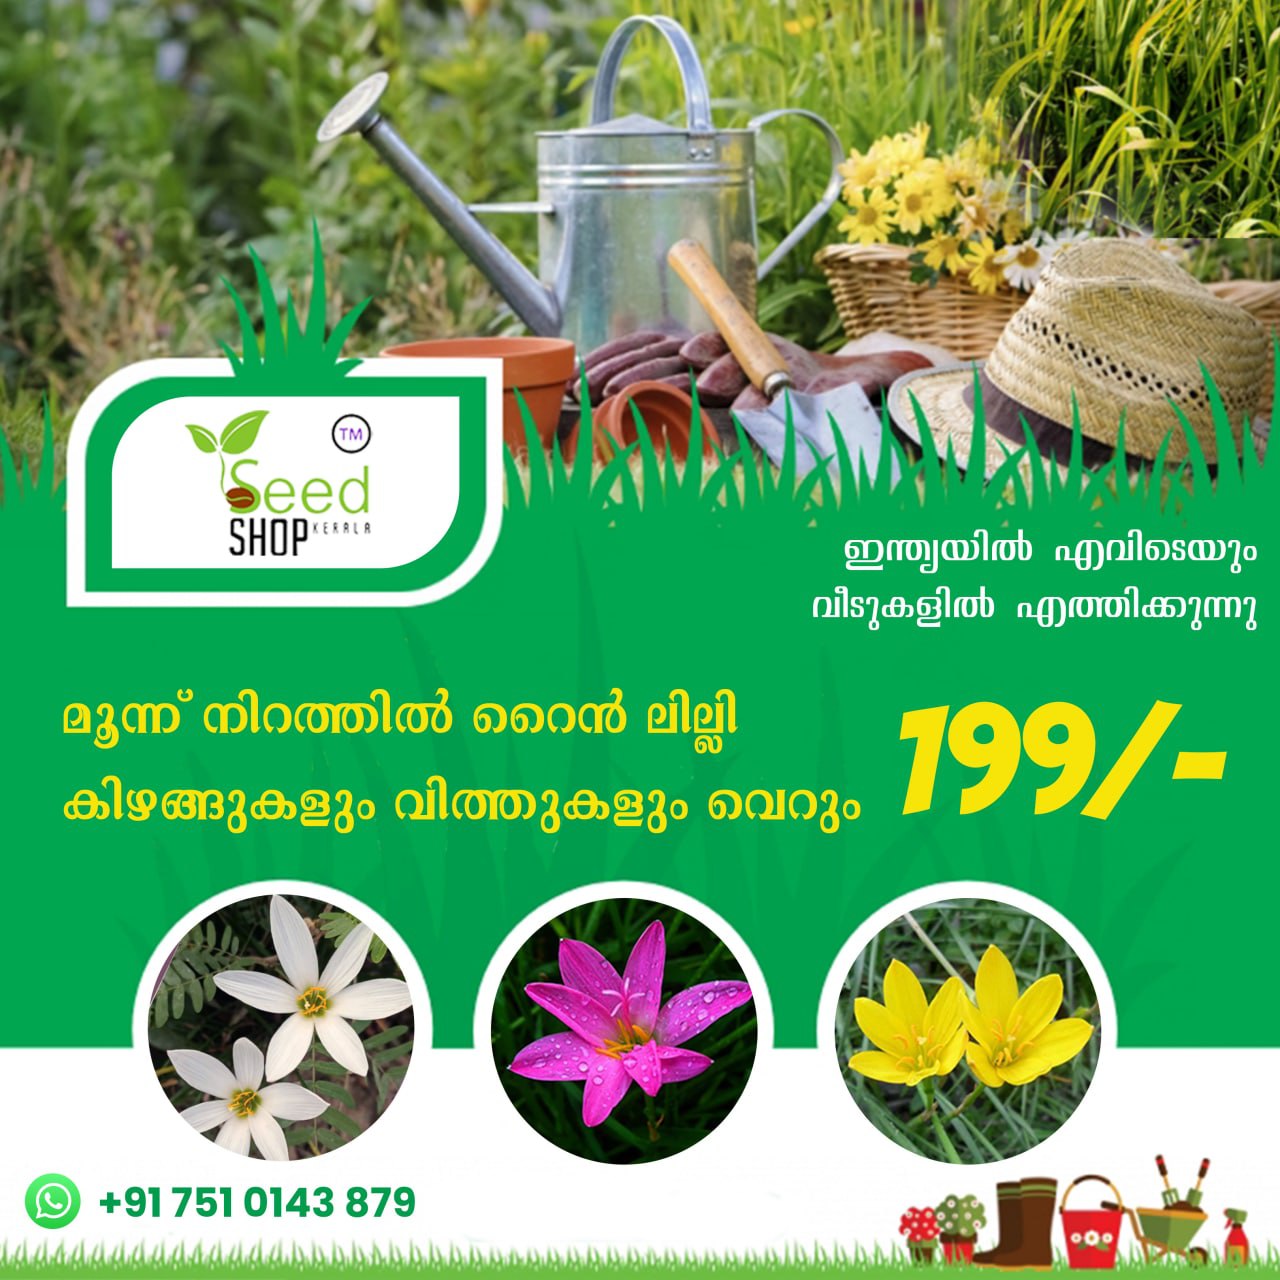 TM
Seed
SHOP KERALA
ഇന്ത്യയിൽ എവിടെയും
വീടുകളിൽ എത്തിക്കുന്നു
മൂന്ന് നിറത്തിൽ റൈൻ ലില്ലി
കിഴങ്ങുകളും വിത്തുകളും വെറും
199/-
+91 751 0143 879